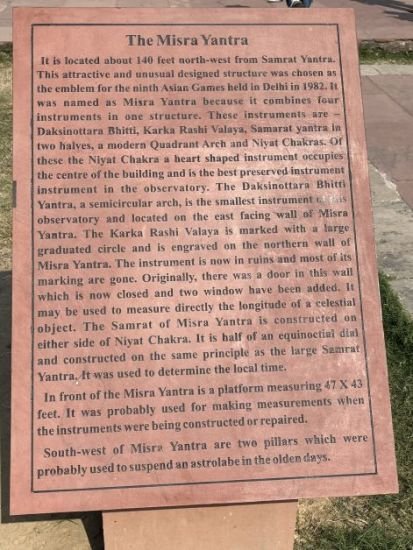 The Misra Yantra
It is located about 140 feet north-west from Samrat Yantra.
This attractive and unusual designed structure was chosen as
the emblem for the ninth Asian Games held in Delhi in 1982. It
was named as Misra Yantra because it combines four
instruments in one structure. These instruments are –
Daksinottara Bhitti, Karka Rashi Valaya, Samarat yantra in
two halves, a modern Quadrant Arch and Niyat Chakras. Of
these the Niyat Chakra a heart shaped instrument occupies
the centre of the building and is the best preserved instrument
instrument in the observatory. The Daksinottara Bhitti
Yantra, a semicircular arch, is the smallest instrument of this
observatory and located on the east facing wall of Misra
Yantra. The Karka Rashi Valaya is marked with a large
graduated circle and is engraved on the northern wall of
Misra Yantra. The instrument is now in ruins and most of its
marking are gone. Originally, there was a door in this wall
which is now closed and two window have been added. It
may be used to measure directly the longitude of a celestial
object. The Samrat of Misra Yantra is constructed on
either side of Niyat Chakra. It is half of an equinoctial dial
and constructed on the same principle as the large Samrat
Yantra. It was used to determine the local time.
In front of the Misra Yantra is a platform measuring 47 X 43
feet. It was probably used for making measurements when
the instruments were being constructed or repaired.
South-west of Misra Yantra are two pillars which were
probably used to suspend an astrolabe in the olden days.